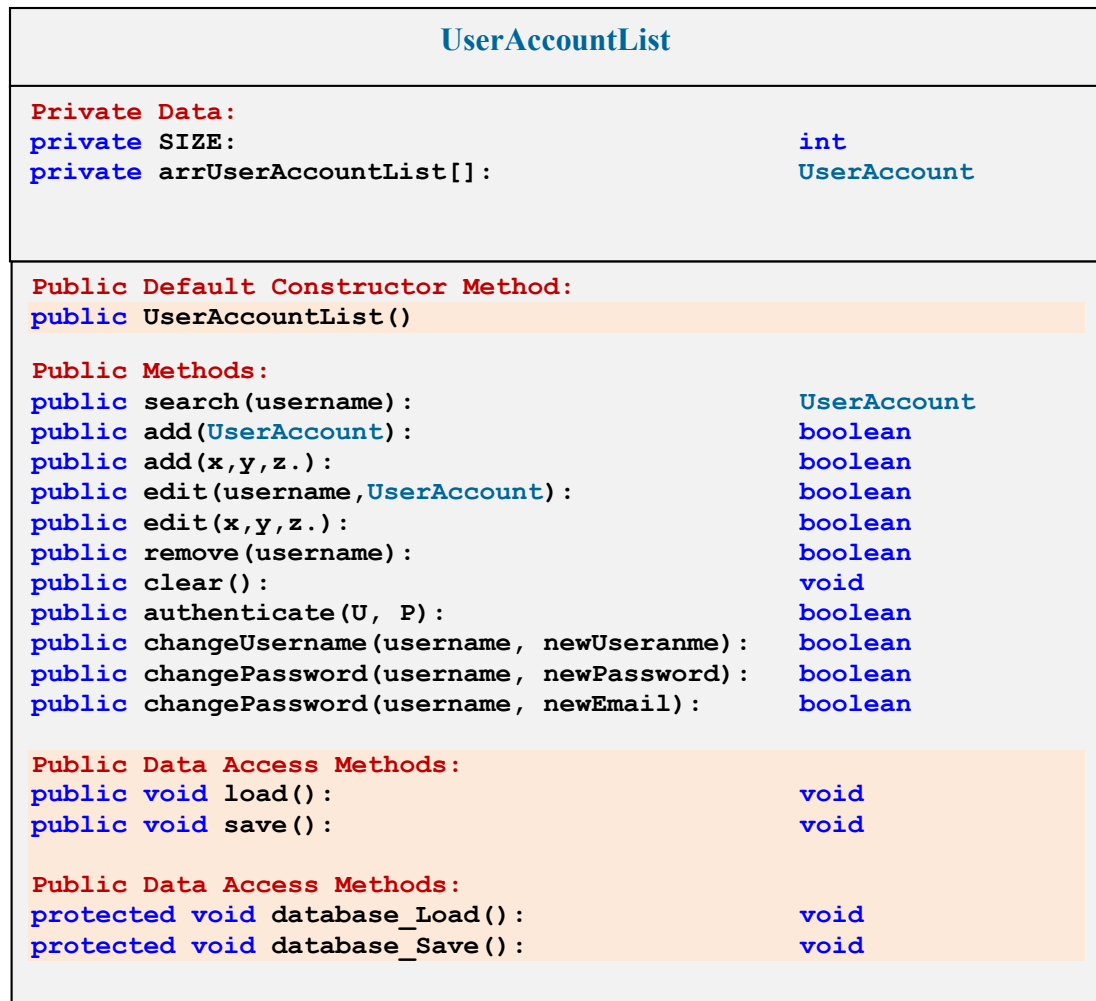 UserAccountList
Private Data:
private SIZE: int
private arrUserAccountList[]: UserAccount
Public Default Constructor Method:
public UserAccountList()
Public Methods:
public search(username): UserAccount
public add(UserAccount): boolean
public add(x,y,z.): boolean
public edit(username,UserAccount): boolean
public edit(x,y,z.): boolean
public remove(username): boolean
public clear(): void
public authenticate(U, P): boolean
public changeUsername(username, newUseranme): boolean
public changePassword(username, newPassword): boolean
public changePassword(username, newEmail): boolean
Public Data Access Methods:
public void load(): void
public void save(): void
Public Data Access Methods:
protected void database_Load(): void
protected void database_Save(): void